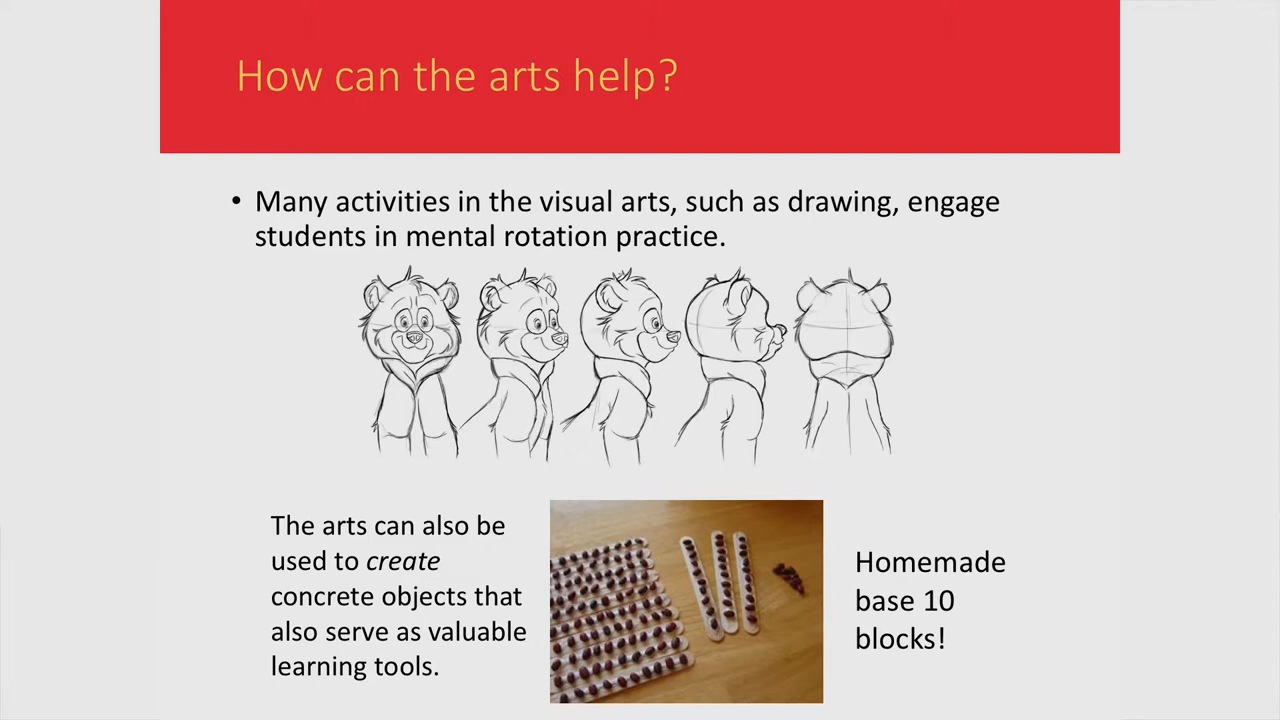 How can the arts help?
• Many activities in the visual arts, such as drawing, engage
students in mental rotation practice.
The arts can also be
used to create
concrete objects that
also serve as valuable
learning tools.
Homemade
base 10
blocks!